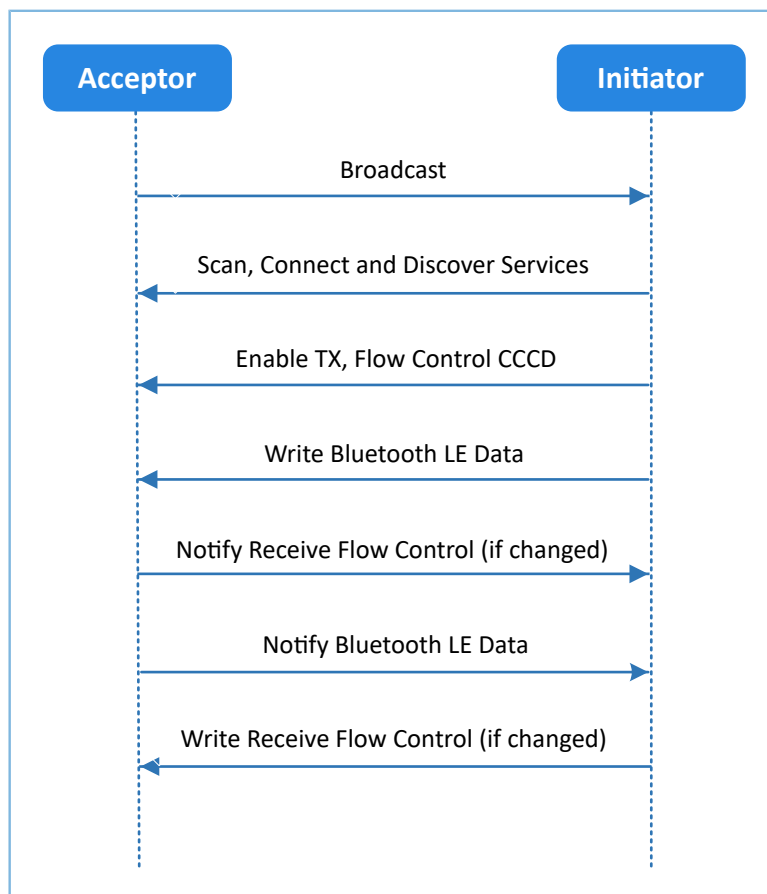 Acceptor
Initiator
Broadcast
Scan, Connect and Discover Services
Enable TX, Flow Control CCCD
Write Bluetooth LE Data
Notify Receive Flow Control (if changed)
Notify Bluetooth LE Data
Write Receive Flow Control (if changed)